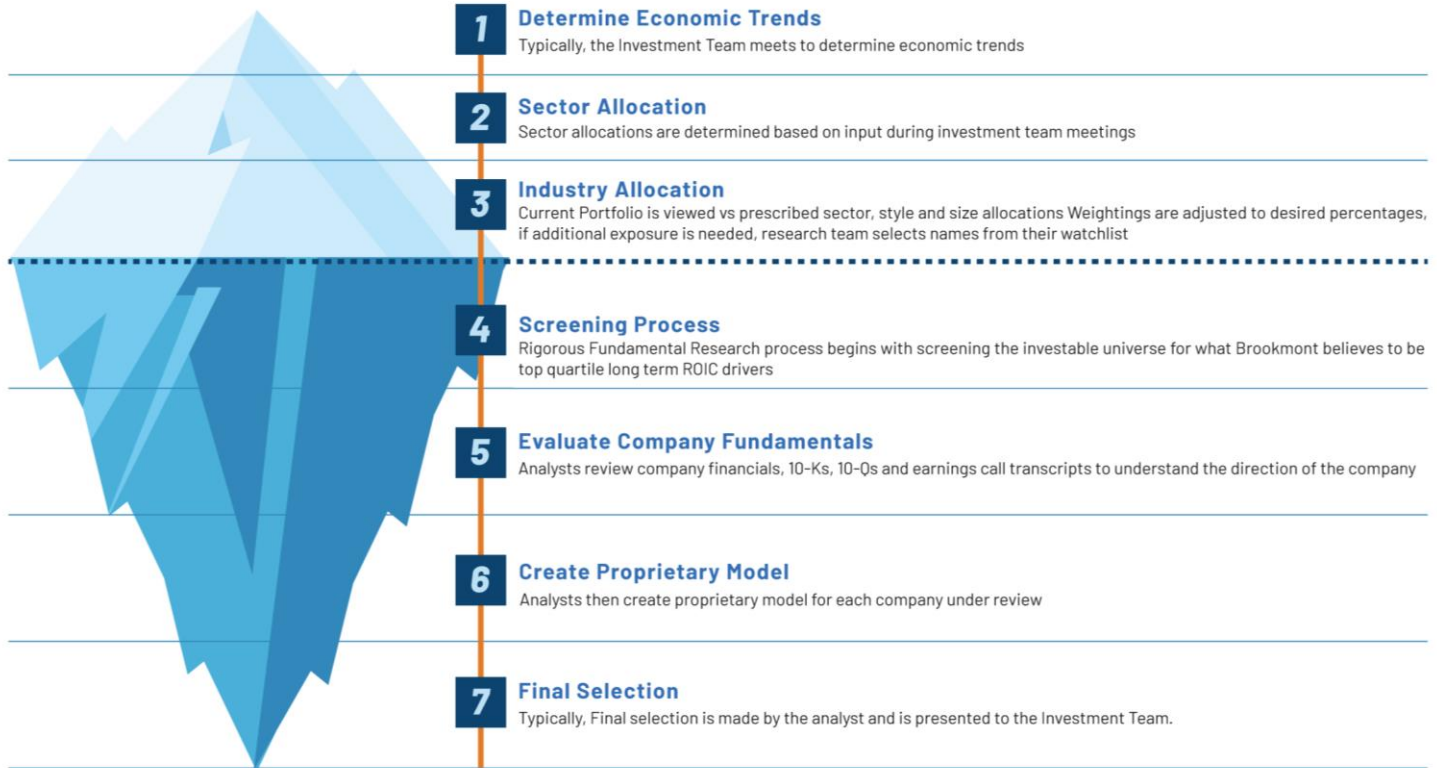 1
Determine Economic Trends
Typically, the Investment Team meets to determine economic trends
2
Sector Allocation
Sector allocations are determined based on input during investment team meetings
3
Industry Allocation
Current Portfolio is viewed vs prescribed sector, style and size allocations Weightings are adjusted to desired percentages,
if additional exposure is needed, research team selects names from their watchlist
4
Screening Process
Rigorous Fundamental Research process begins with screening the investable universe for what Brookmont believes to be
top quartile long term ROIC drivers
5
Evaluate Company Fundamentals
Analysts review company financials, 10-Ks, 10-Qs and earnings call transcripts to understand the direction of the company
6
Create Proprietary Model
Analysts then create proprietary model for each company under review
7
Final Selection
Typically, Final selection is made by the analyst and is presented to the Investment Team.